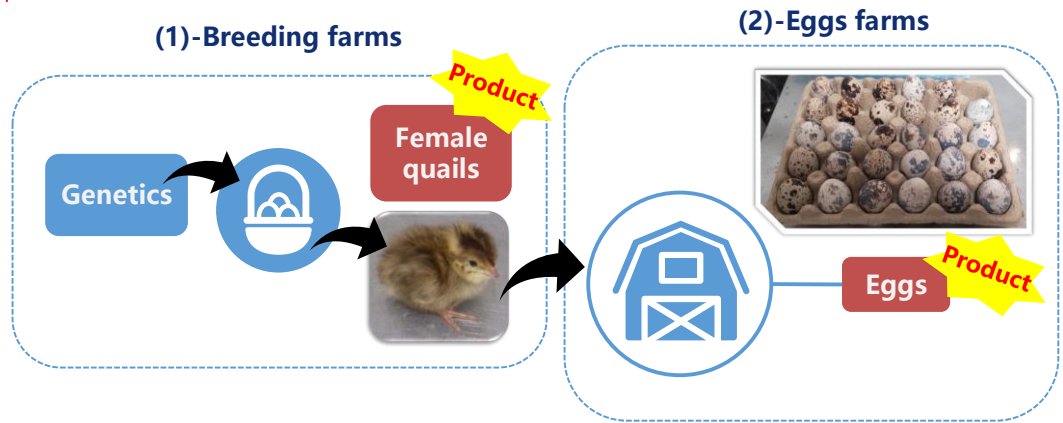 (1)-Breeding farms
Genetics
Product
Female
quails
(2)-Eggs farms
Eggs
Product